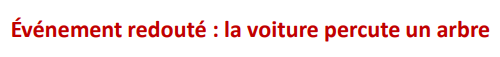 Événement redouté : la voiture percute un arbre